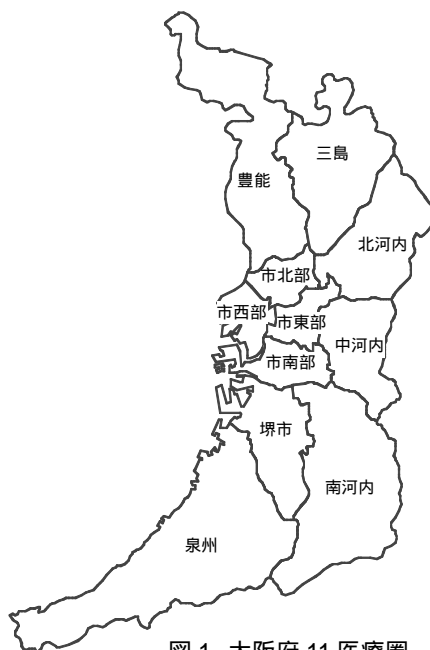 三島
豊能
北河内
市北部
市西部
市東部
中河内
市南部
堺市
南河内
泉州
図 1 大阪府 11 医療圏